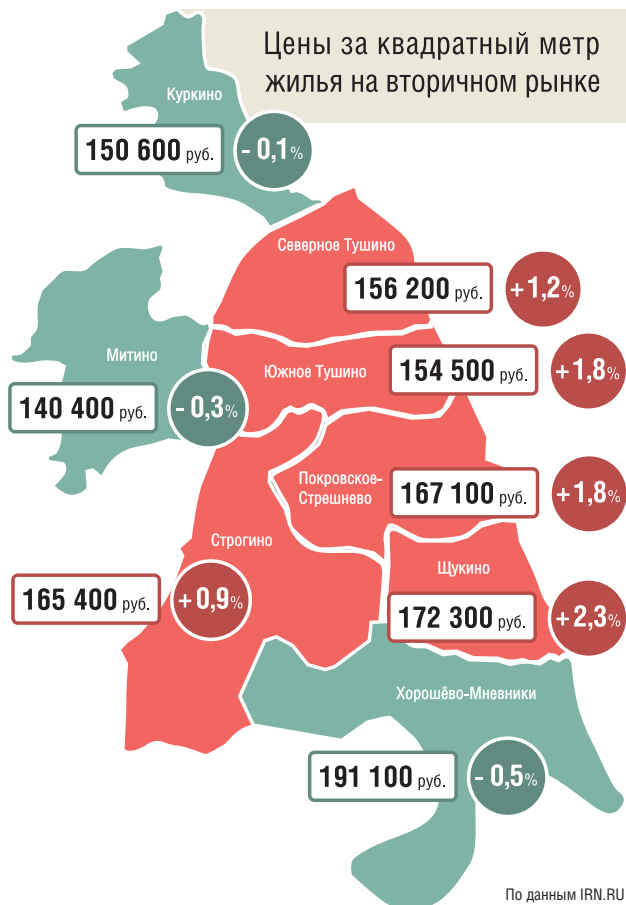 Цены за квадратный метр
жилья на вторичном рынке
Куркино
150 600 руб.
- 0,1%
Северное Тушино
156 200 руб.
+1,2%
Митино
140 400 руб.
- 0,3%
Южное Тушино
154 500 руб.
+1,8%
Покровское-
Стрешнево
167 100 руб.
+1,8%
Строгино
165 400 руб.
+0,9%
Щукино
172 300 руб.
+2,3%
Хорошёво-Мневники
191 100 руб.
- 0,5%
По данным IRN.RU